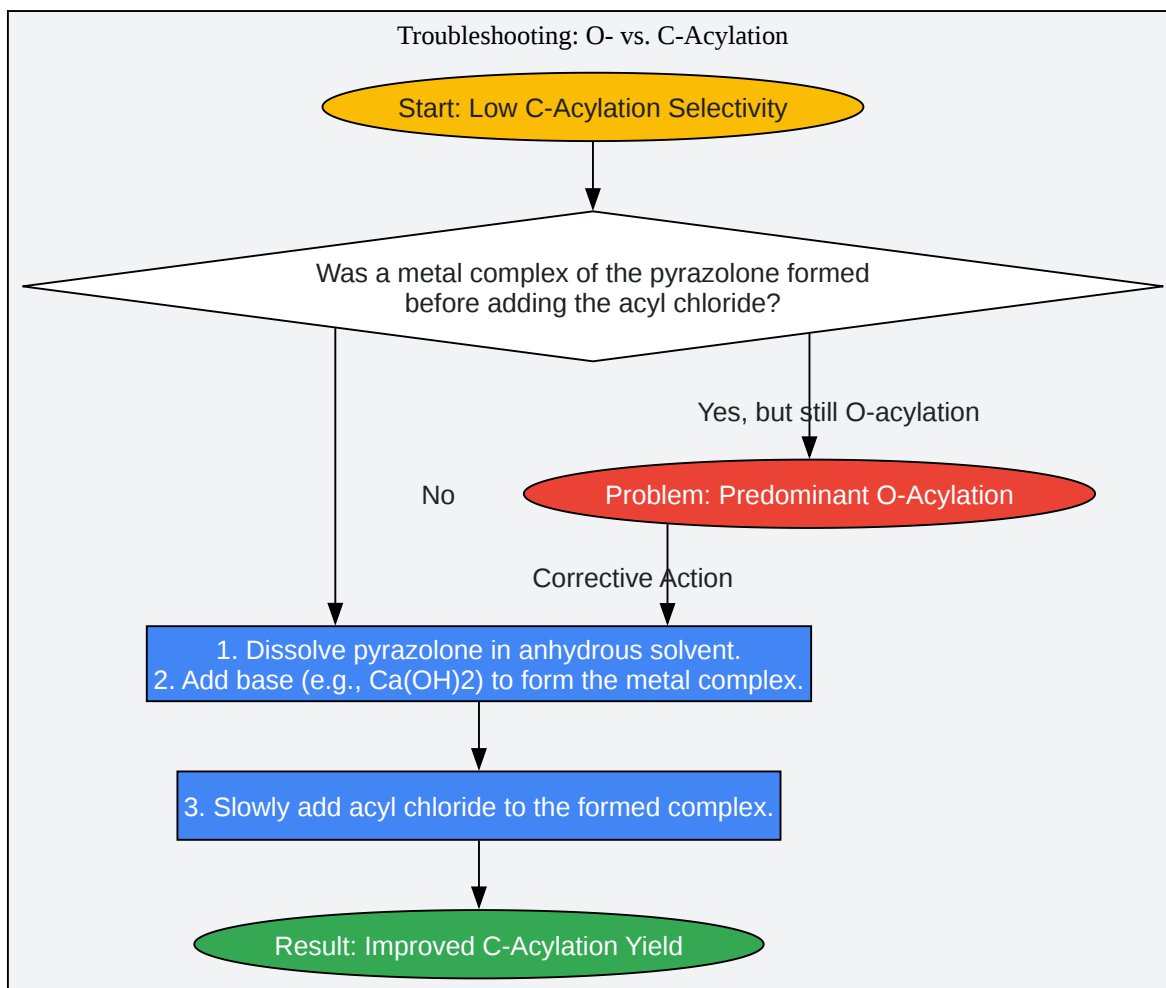 Troubleshooting: O- vs. C-Acylation
Start: Low C-Acylation Selectivity
Was a metal complex of the pyrazolone formed
before adding the acyl chloride?
Yes, but still O-acylation
No
Problem: Predominant O-Acylation
Corrective Action
1. Dissolve pyrazolone in anhydrous solvent.
2. Add base (e.g., Ca(OH)2) to form the metal complex.
3. Slowly add acyl chloride to the formed complex.
Result: Improved C-Acylation Yield